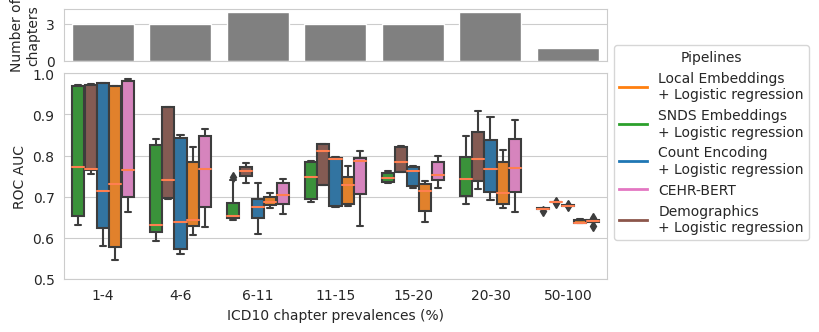 Number of
chapters
3
0
1.0
0.9
0.8
0.7
0.6
0.5
ROC AUC
1-4
4-6
6-11
11-15
15-20
20-30
50-100
ICD10 chapter prevalences (%)
Pipelines
Local Embeddings
+ Logistic regression
SNDS Embeddings
+ Logistic regression
Count Encoding
+ Logistic regression
CEHR-BERT
Demographics
+ Logistic regression